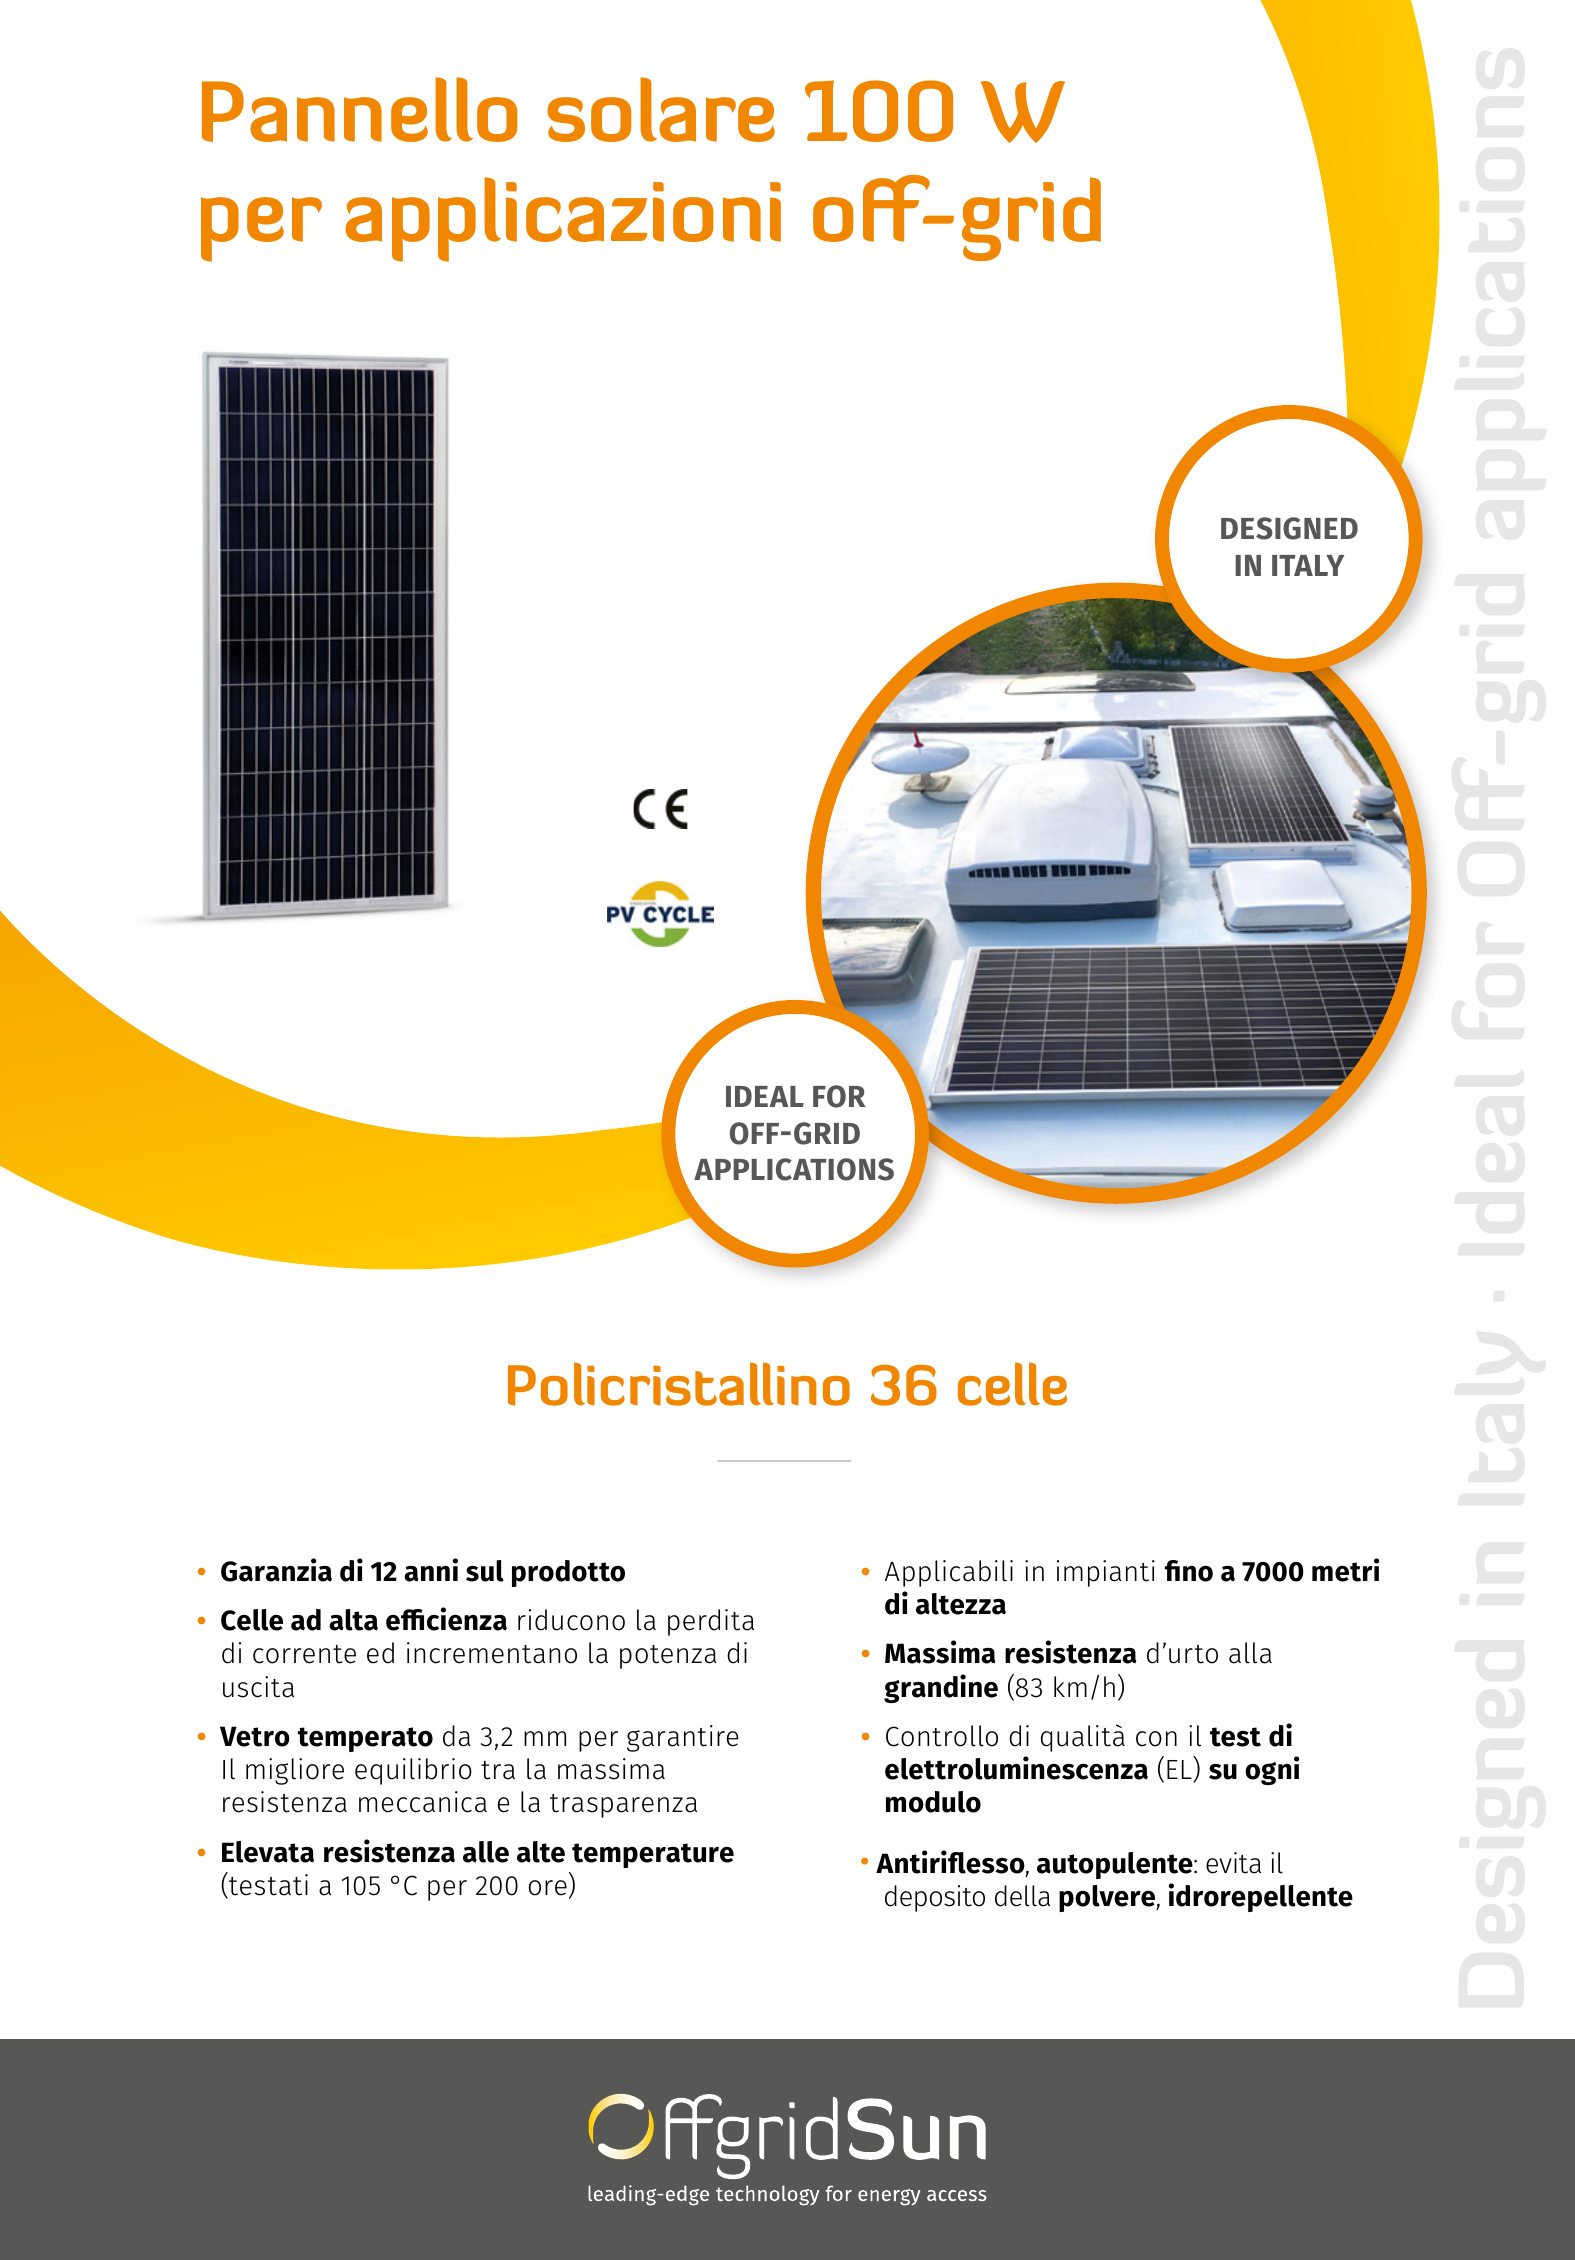 Pannello solare 100 W
per applicazioni off-grid
DESIGNED
IN ITALY
CE
PV CYCLE
IDEAL FOR
OFF-GRID
APPLICATIONS
Designed in Italy · Ideal for Off-grid applications
Policristallino 36 celle
• Garanzia di 12 anni sul prodotto
• Celle ad alta efficienza riducono la perdita
di corrente ed incrementano la potenza di
uscita
• Vetro temperato da 3,2 mm per garantire
Il migliore equilibrio tra la massima
resistenza meccanica e la trasparenza
• Elevata resistenza alle alte temperature
(testati a 105 °C per 200 ore)
• Applicabili in impianti fino a 7000 metri
di altezza
• Massima resistenza d’urto alla
grandine (83 km/h)
• Controllo di qualità con il test di
elettroluminescenza (EL) su ogni
modulo
• Antiriflesso, autopulente: evita il
deposito della polvere, idrorepellente
OffgridSun
leading-edge technology for energy access